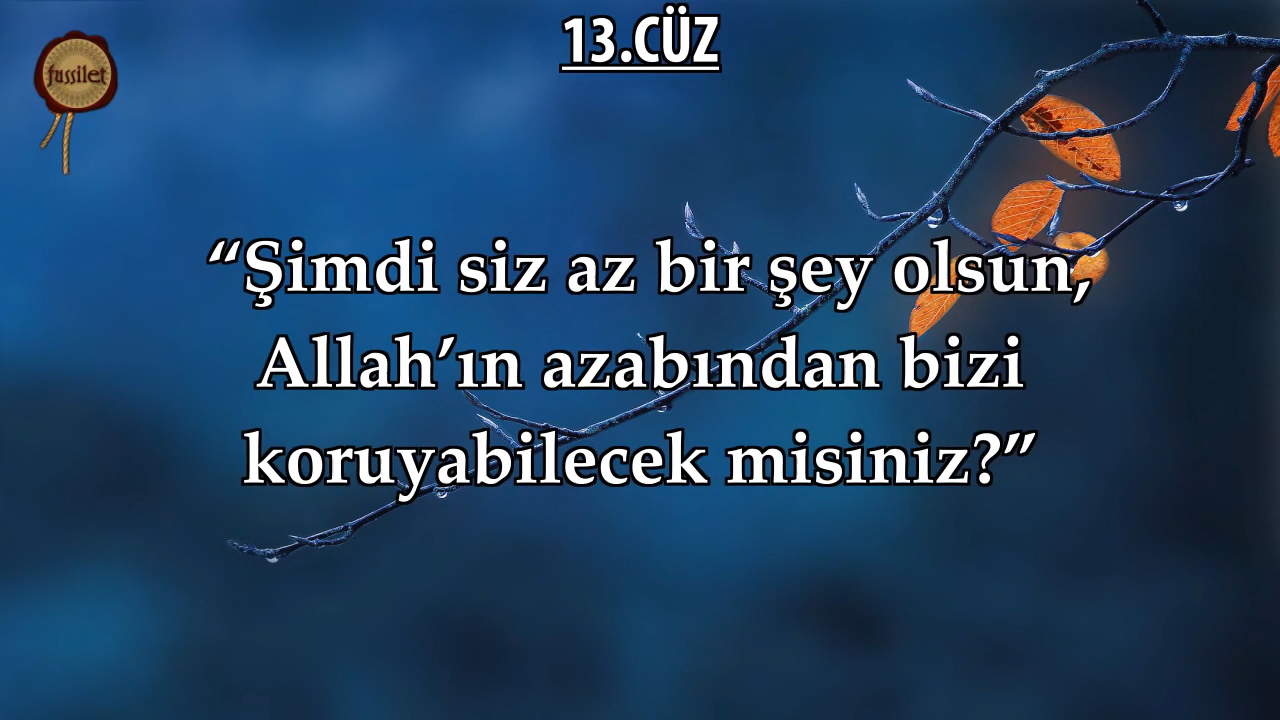 13.CÜZ
fussilet
“Şimdi siz az bir şey olsun,
Allah’ın azabından bizi
koruyabilecek misiniz?”